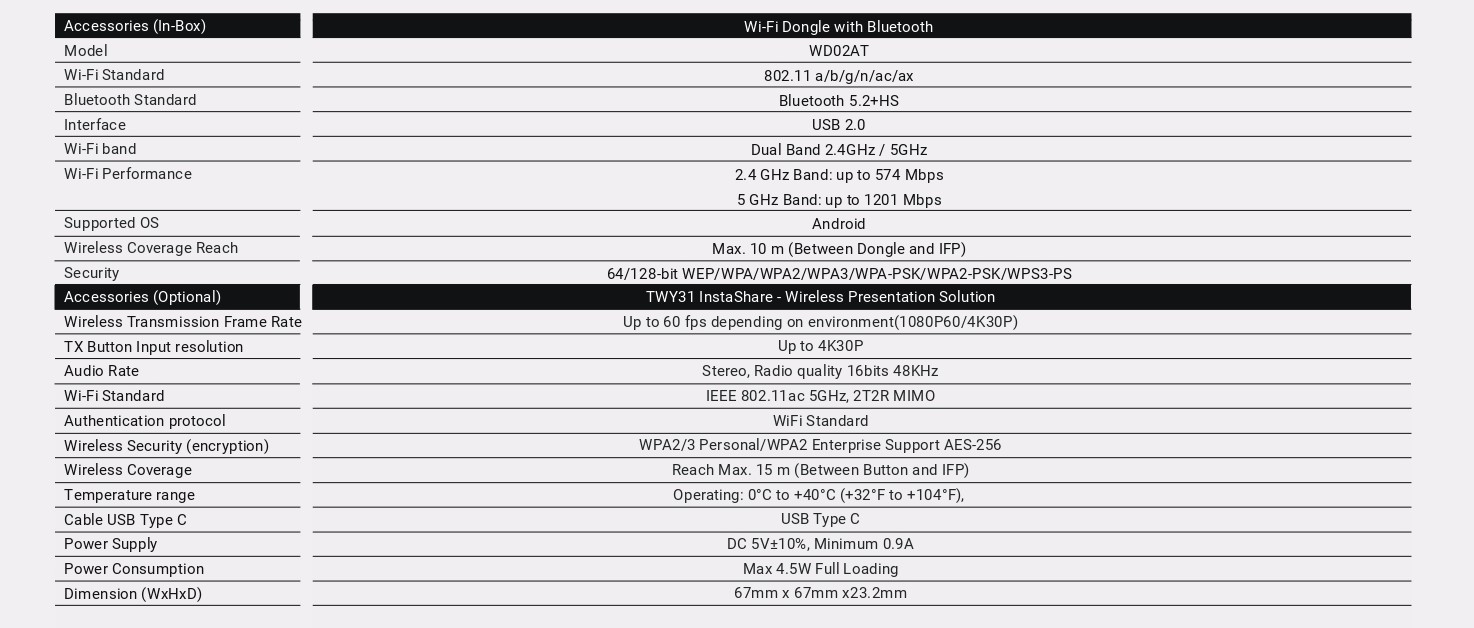 Accessories (In-Box) Wi-Fi Dongle with Bluetooth
Model WD02AT
Wi-Fi Standard 802.11 a/b/g/n/ac/ax
Bluetooth Standard Bluetooth 5.2+HS
Interface USB 2.0
Wi-Fi band Dual Band 2.4GHz / 5GHz
Wi-Fi Performance 2.4 GHz Band: up to 574 Mbps
5 GHz Band: up to 1201 Mbps
Supported OS Android
Wireless Coverage Reach Max. 10 m (Between Dongle and IFP)
Security 64/128-bit WEP/WPA/WPA2/WPA3/WPA-PSK/WPA2-PSK/WPS3-PS
Accessories (Optional) TWY31 InstaShare - Wireless Presentation Solution
Wireless Transmission Frame Rate Up to 60 fps depending on environment(1080P60/4K30P)
TX Button Input resolution Up to 4K30P
Audio Rate Stereo, Radio quality 16bits 48KHz
Wi-Fi Standard IEEE 802.11ac 5GHz, 2T2R MIMO
Authentication protocol WiFi Standard
Wireless Security (encryption) WPA2/3 Personal/WPA2 Enterprise Support AES-256
Wireless Coverage Reach Max. 15 m (Between Button and IFP)
Temperature range Operating: 0°C to +40°C (+32°F to +104°F),
Cable USB Type C USB Type C
Power Supply DC 5V±10%, Minimum 0.9A
Power Consumption Max 4.5W Full Loading
Dimension (WxHxD) 67mm x 67mm x23.2mm